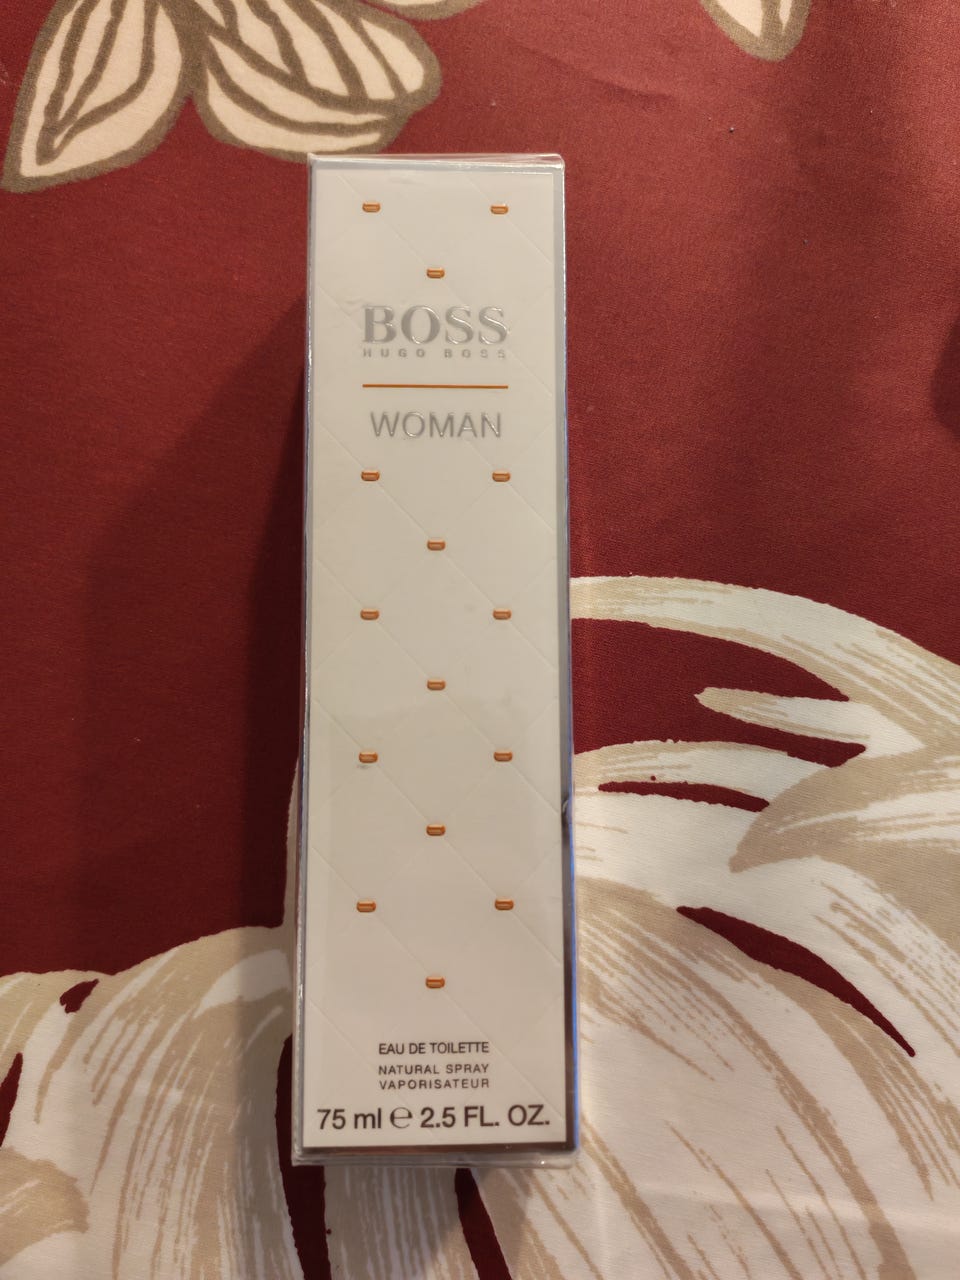 BOSS
HUGO BOSS
WOMAN
EAU DE TOILETTE
NATURAL SPRAY
VAPORISATEUR
75 ml ℮ 2.5 FL. OZ.